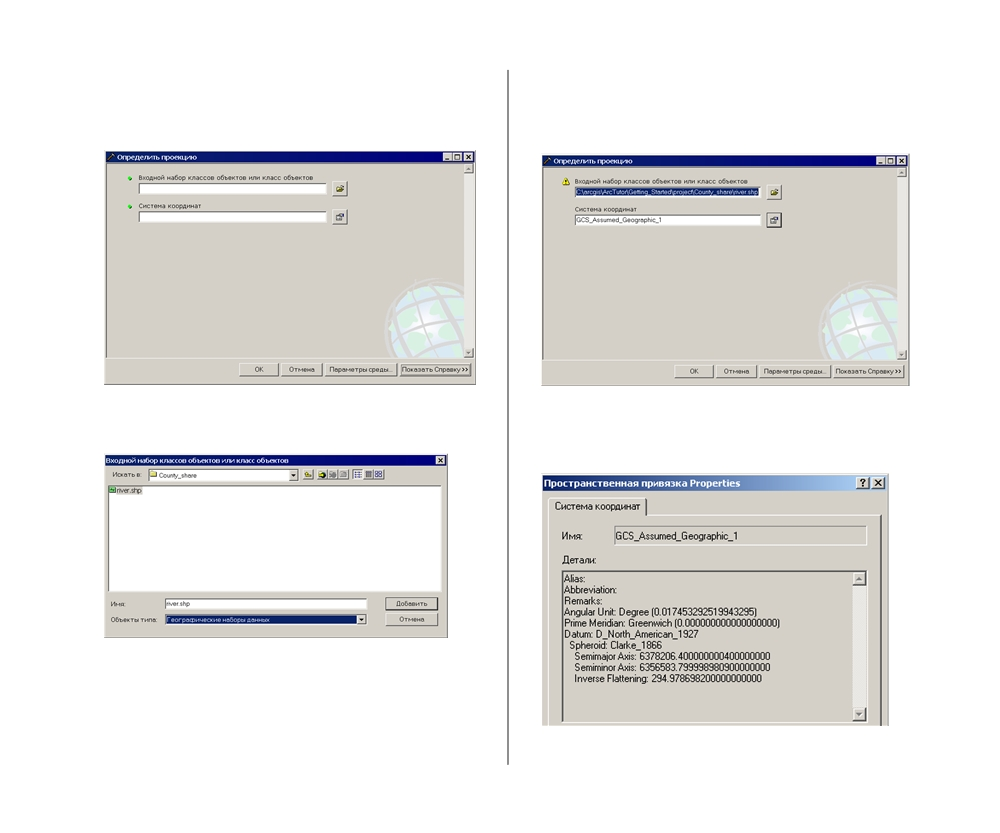 Определить проекцию
Входной набор классов объектов или класс объектов
Система координат
OK
Отмена
Параметры среды...
Показать Справку >>
Входной набор классов объектов или класс объектов
Искать в:
County_share
river.shp
Имя:
river.shp
Добавить
Объекты типа:
Географические наборы данных
Отмена
Определить проекцию
Входной набор классов объектов или класс объектов
C:\arcgis\ArcTutor\Getting_Started\project\County_share\river.shp
Система координат
GCS_Assumed_Geographic_1
OK
Отмена
Параметры среды...
Показать Справку >>
Пространственная привязка Properties
Система координат
Имя:
GCS_Assumed_Geographic_1
Детали:
Alias:
Abbreviation:
Remarks:
Angular Unit: Degree (0.017453292519943295)
Prime Meridian: Greenwich (0.000000000000000000)
Datum: D_North_American_1927
Spheroid: Clarke_1866
Semimajor Axis: 6378206.400000000400000000
Semiminor Axis: 6356583.799998980900000000
Inverse Flattening: 294.978698200000000000